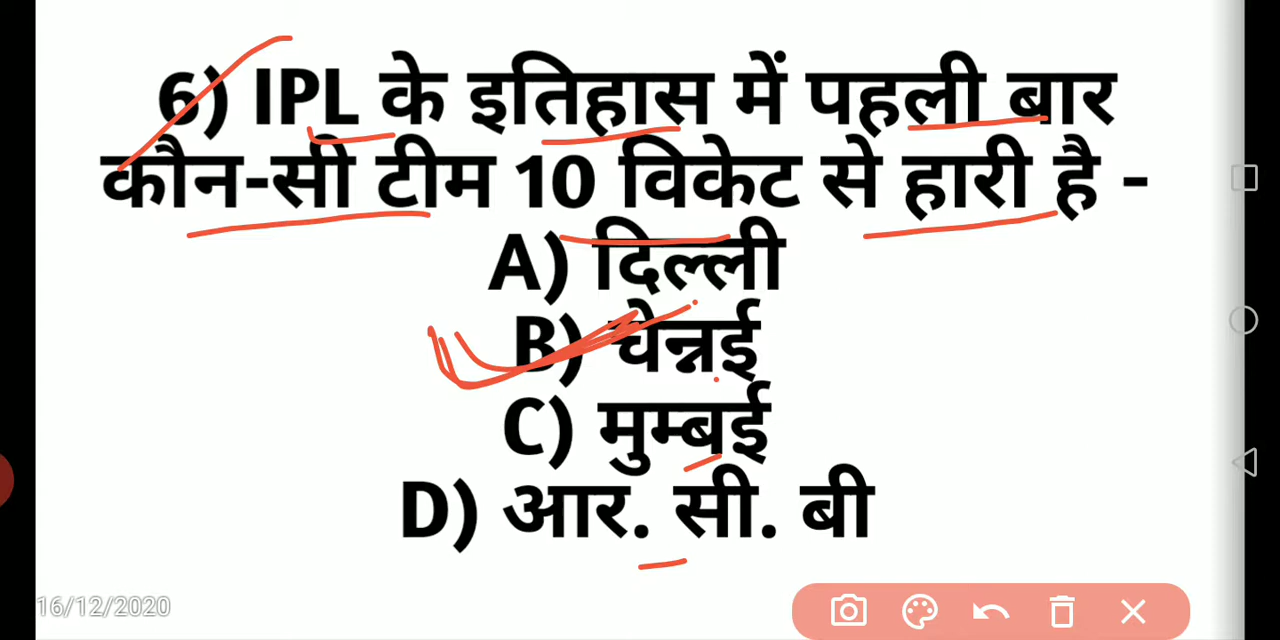 6) IPL के इतिहास में पहली बार
कौन-सी टीम 10 विकेट से हारी है -
A) दिल्ली
B) चेन्नई
C) मुम्बई
D) आर. सी. बी
16/12/2020